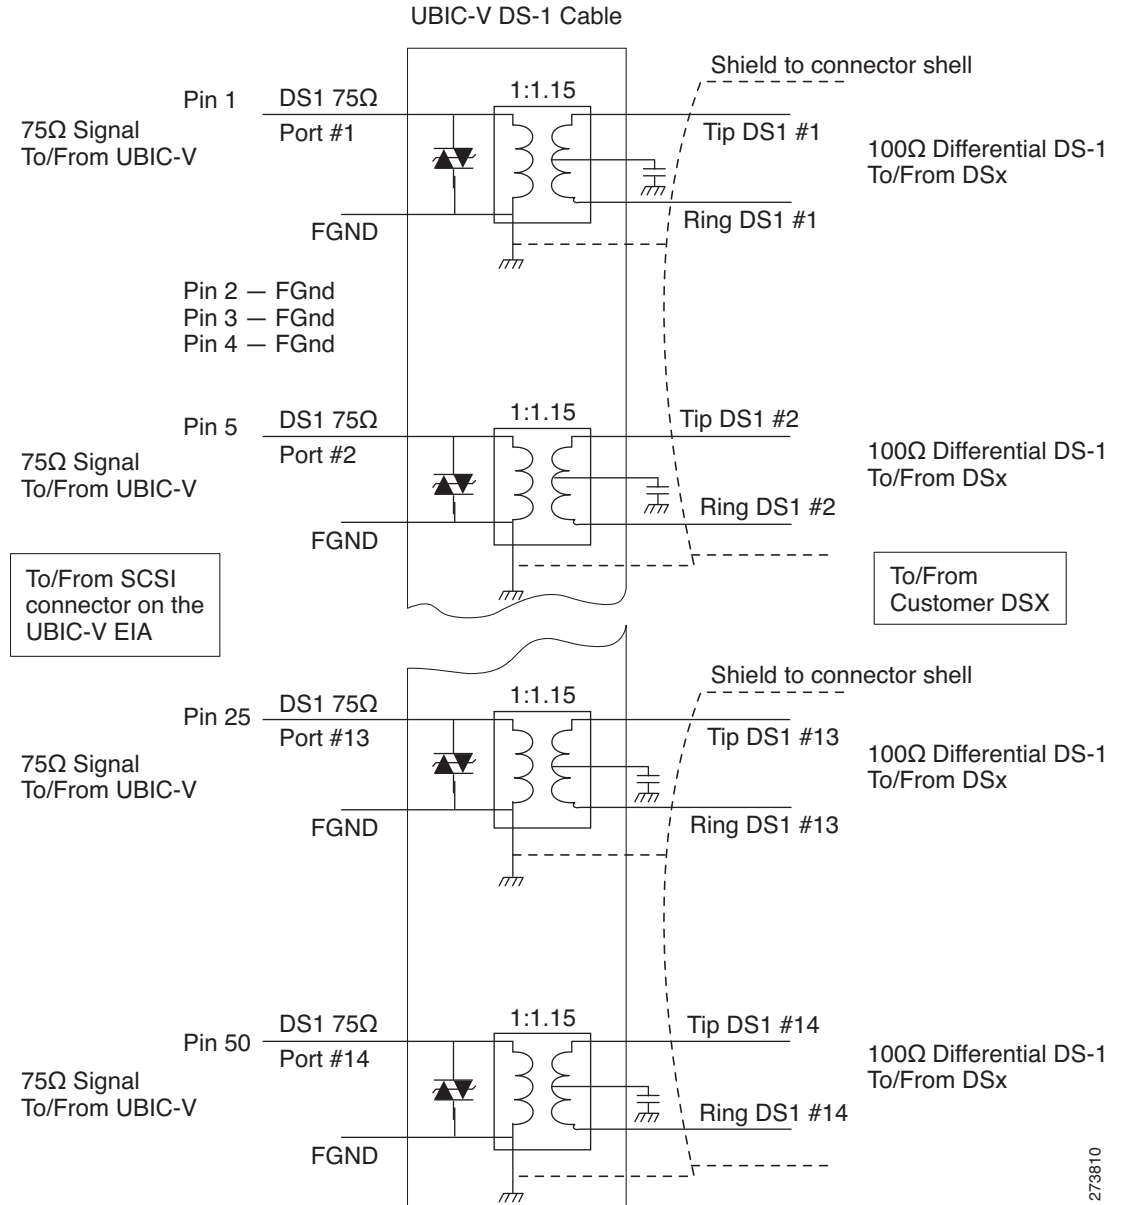 UBIC-V DS-1 Cable
Shield to connector shell
Pin 1
DS1 75Ω
1:1.15
75Ω Signal
To/From UBIC-V
Port #1
Tip DS1 #1
100Ω Differential DS-1
To/From DSx
FGND
Ring DS1 #1
Pin 2 — FGnd
Pin 3 — FGnd
Pin 4 — FGnd
Pin 5
DS1 75Ω
1:1.15
Tip DS1 #2
75Ω Signal
To/From UBIC-V
Port #2
100Ω Differential DS-1
To/From DSx
Ring DS1 #2
FGND
To/From SCSI
connector on the
UBIC-V EIA
To/From
Customer DSX
Shield to connector shell
Pin 25
DS1 75Ω
1:1.15
Port #13
Tip DS1 #13
75Ω Signal
To/From UBIC-V
100Ω Differential DS-1
To/From DSx
FGND
Ring DS1 #13
Pin 50
DS1 75Ω
1:1.15
Tip DS1 #14
Port #14
75Ω Signal
To/From UBIC-V
100Ω Differential DS-1
To/From DSx
Ring DS1 #14
FGND
273810